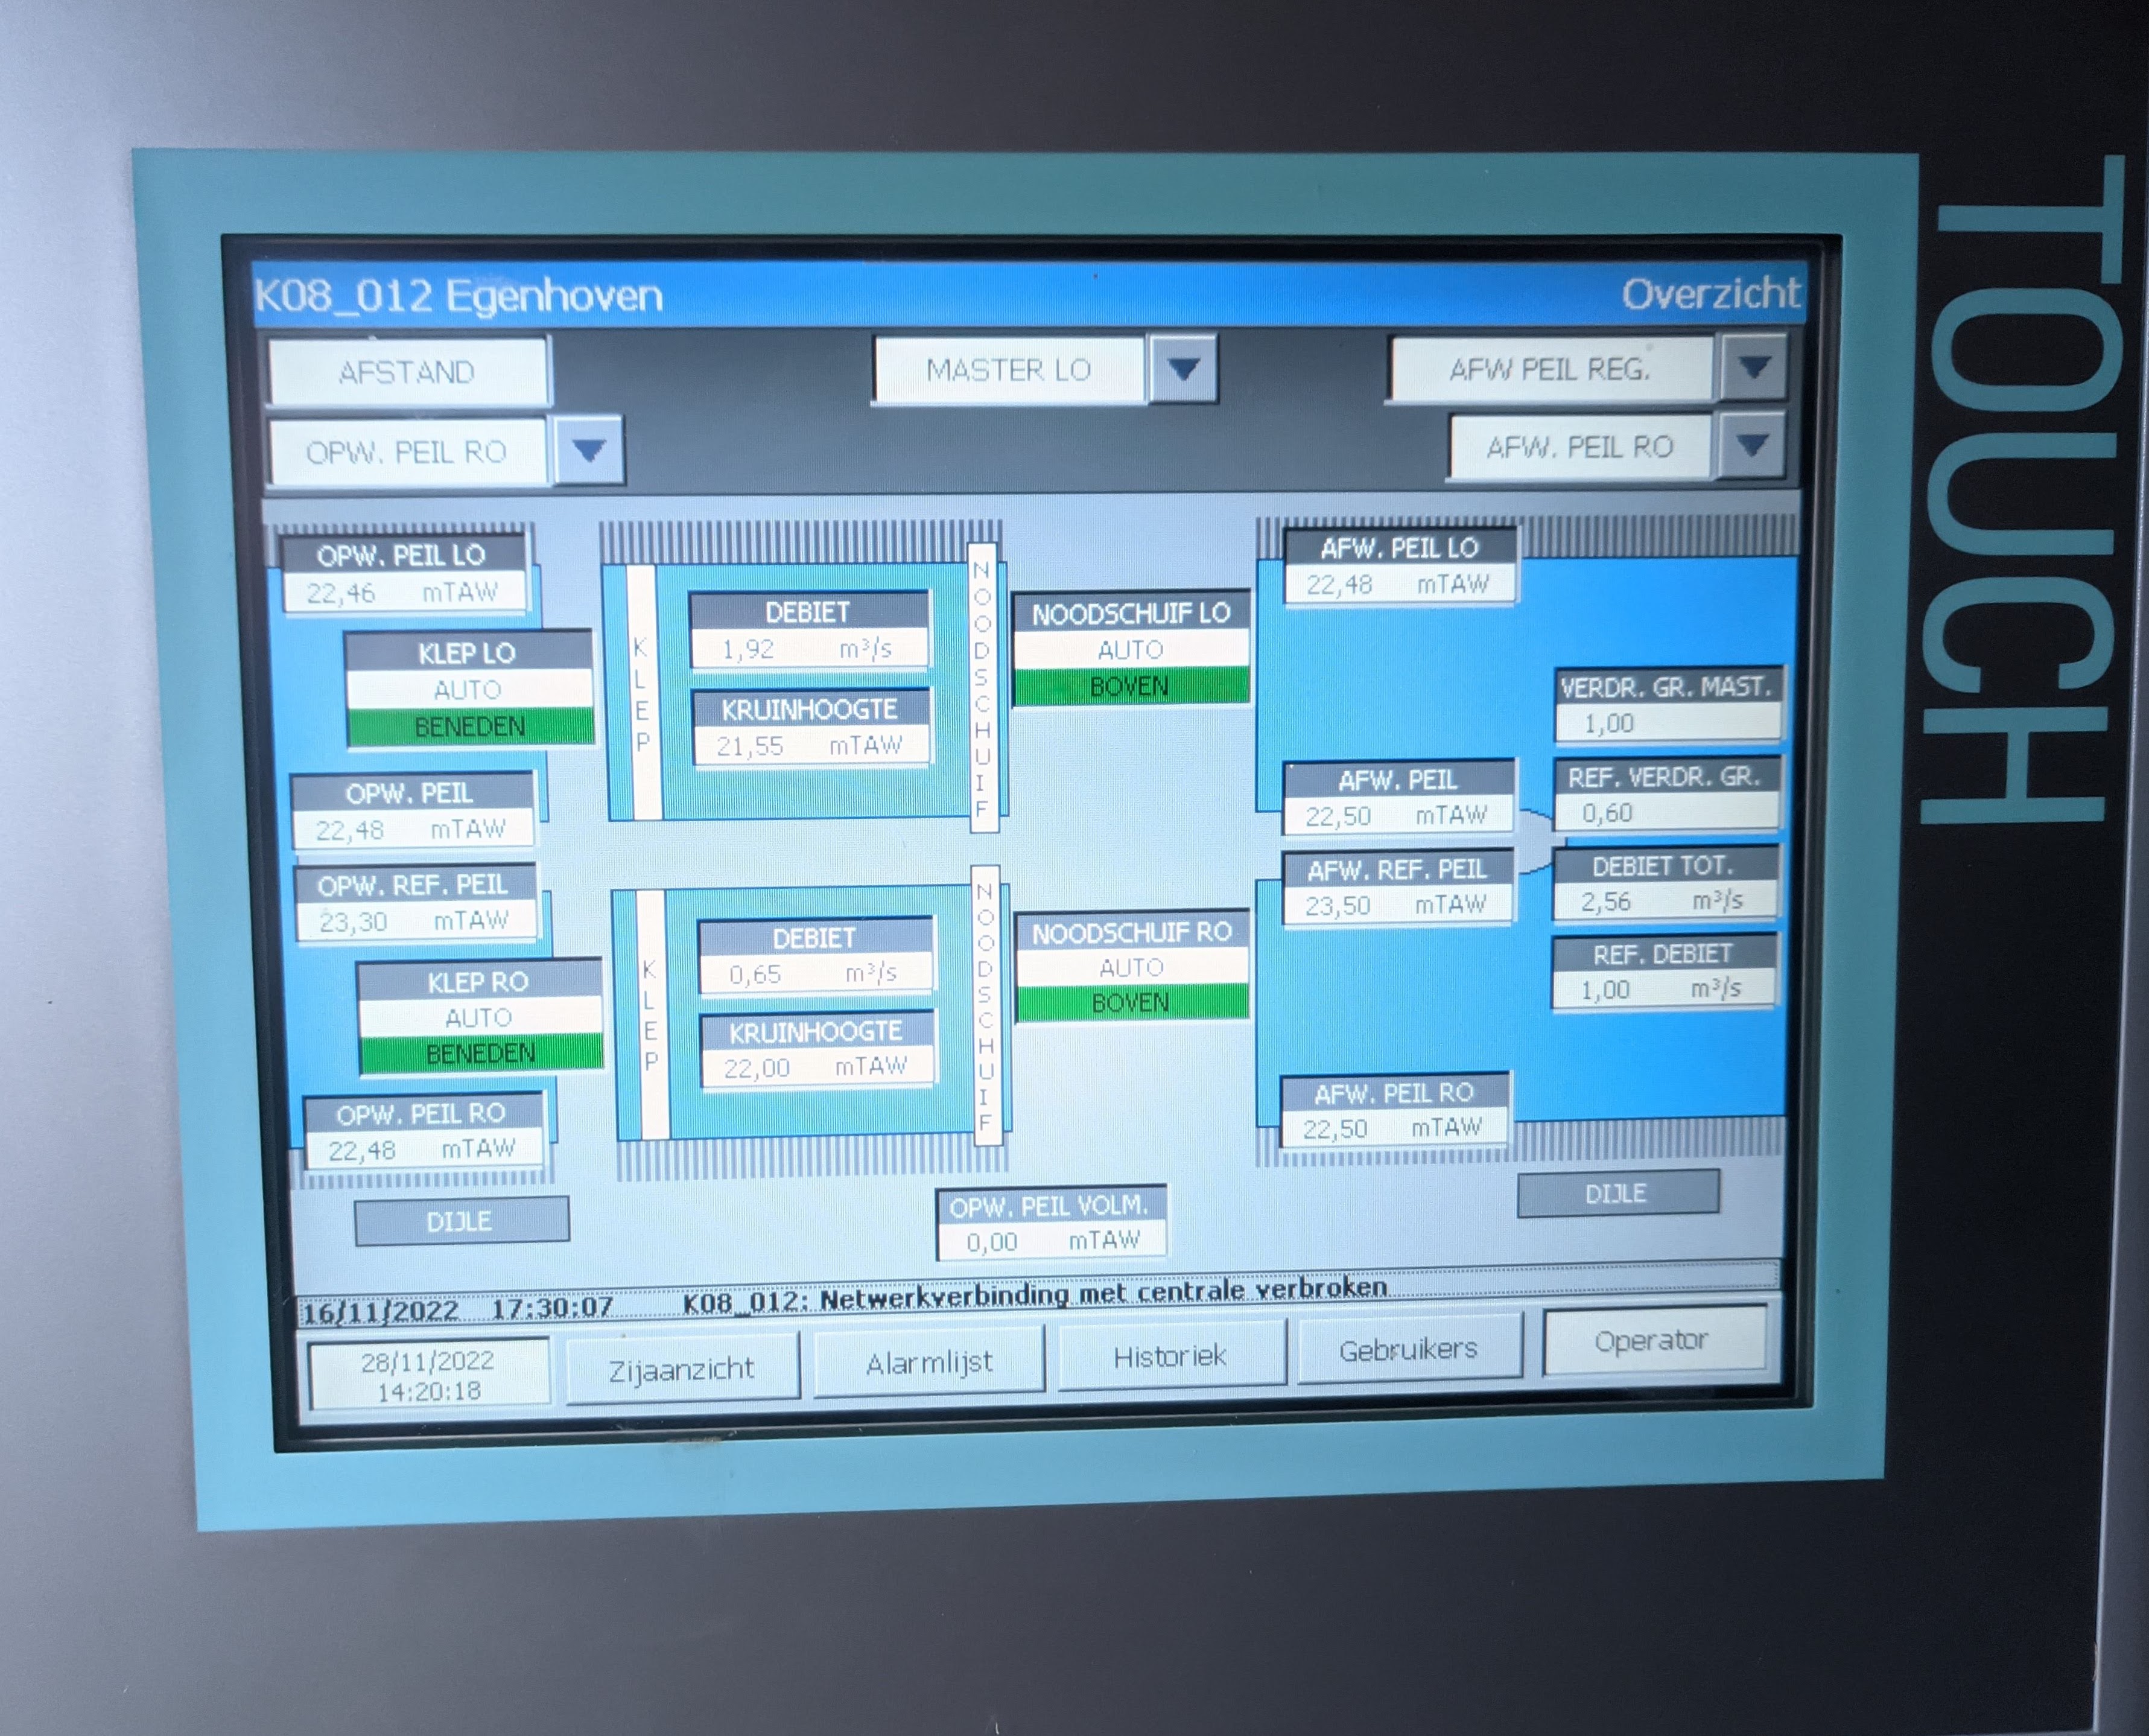 K08_012 Egenhoven Overzicht
AFSTAND MASTER LO AFW PEIL REG.
OPW. PEIL RO AFW. PEIL RO
OPW. PEIL LO
22,46 mTAW
KLEP LO
AUTO
BENEDEN
OPW. PEIL
22,48 mTAW
OPW. REF. PEIL
23,30 mTAW
KLEP RO
AUTO
BENEDEN
OPW. PEIL RO
22,48 mTAW
DIJLE
KLEP
DEBIET
1,92 m³/s
KRUINHOOGTE
21,55 mTAW
NOODSCHUIF
KLEP
DEBIET
0,65 m³/s
KRUINHOOGTE
22,00 mTAW
NOODSCHUIF
NOODSCHUIF LO
AUTO
BOVEN
NOODSCHUIF RO
AUTO
BOVEN
OPW. PEIL VOLM.
0,00 mTAW
AFW. PEIL LO
22,48 mTAW
AFW. PEIL
22,50 mTAW
AFW. REF. PEIL
23,50 mTAW
AFW. PEIL RO
22,50 mTAW
VERDR. GR. MAST.
1,00
REF. VERDR. GR.
0,60
DEBIET TOT.
2,56 m³/s
REF. DEBIET
1,00 m³/s
DIJLE
16/11/2022 17:30:07 K08_012: Netwerkverbinding met centrale verbroken
28/11/2022
14:20:18
Zijaanzicht Alarmlijst Historiek Gebruikers Operator
TOUCH